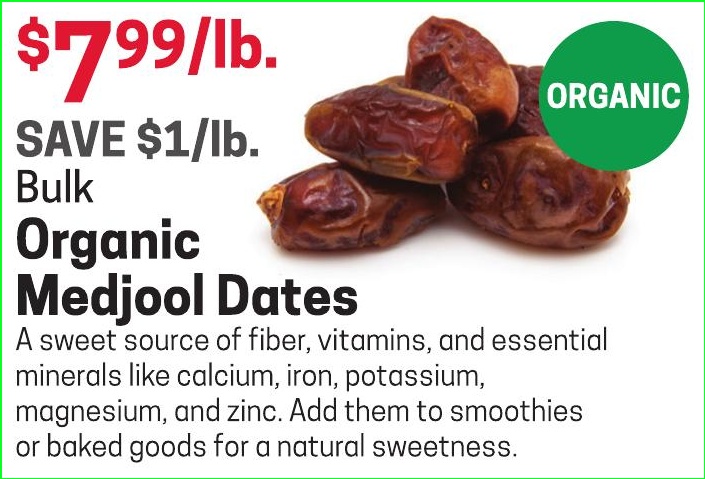 $7.99/lb.
SAVE $1/lb.
Bulk
Organic
Medjool Dates
A sweet source of fiber, vitamins, and essential
minerals like calcium, iron, potassium,
magnesium, and zinc. Add them to smoothies
or baked goods for a natural sweetness.
ORGANIC